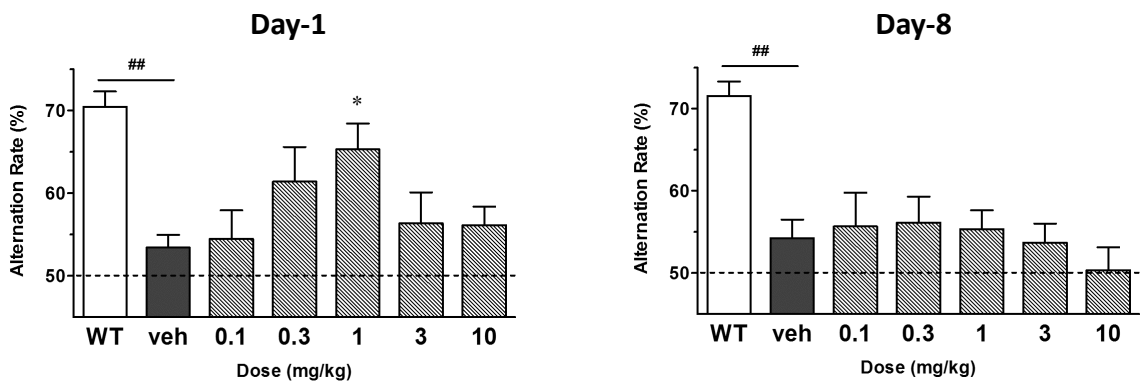 Day-1
##
*
Alternation Rate (%)
70
60
50
WT veh 0.1 0.3 1 3 10
Dose (mg/kg)
Day-8
##
Alternation Rate (%)
70
60
50
WT veh 0.1 0.3 1 3 10
Dose (mg/kg)